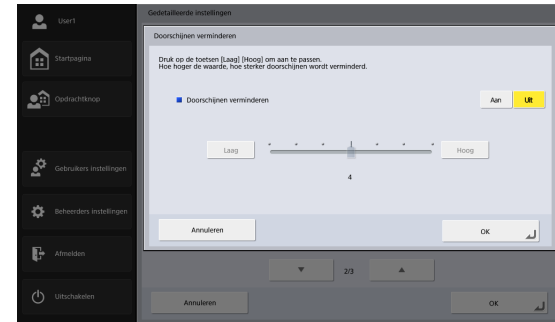 User1
Startpagina
Opdrachtknop
Gebruikers instellingen
Beheerders instellingen
Afmelden
Uitschakelen
Gedetailleerde instellingen
Doorschijnen verminderen
Druk op de toetsen [Laag] [Hoog] om aan te passen.
Hoe hoger de waarde, hoe sterker doorschijnen wordt verminderd.
Doorschijnen verminderen
Aan
Uit
Laag
Hoog
4
Annuleren
OK
2/3
Annuleren
OK